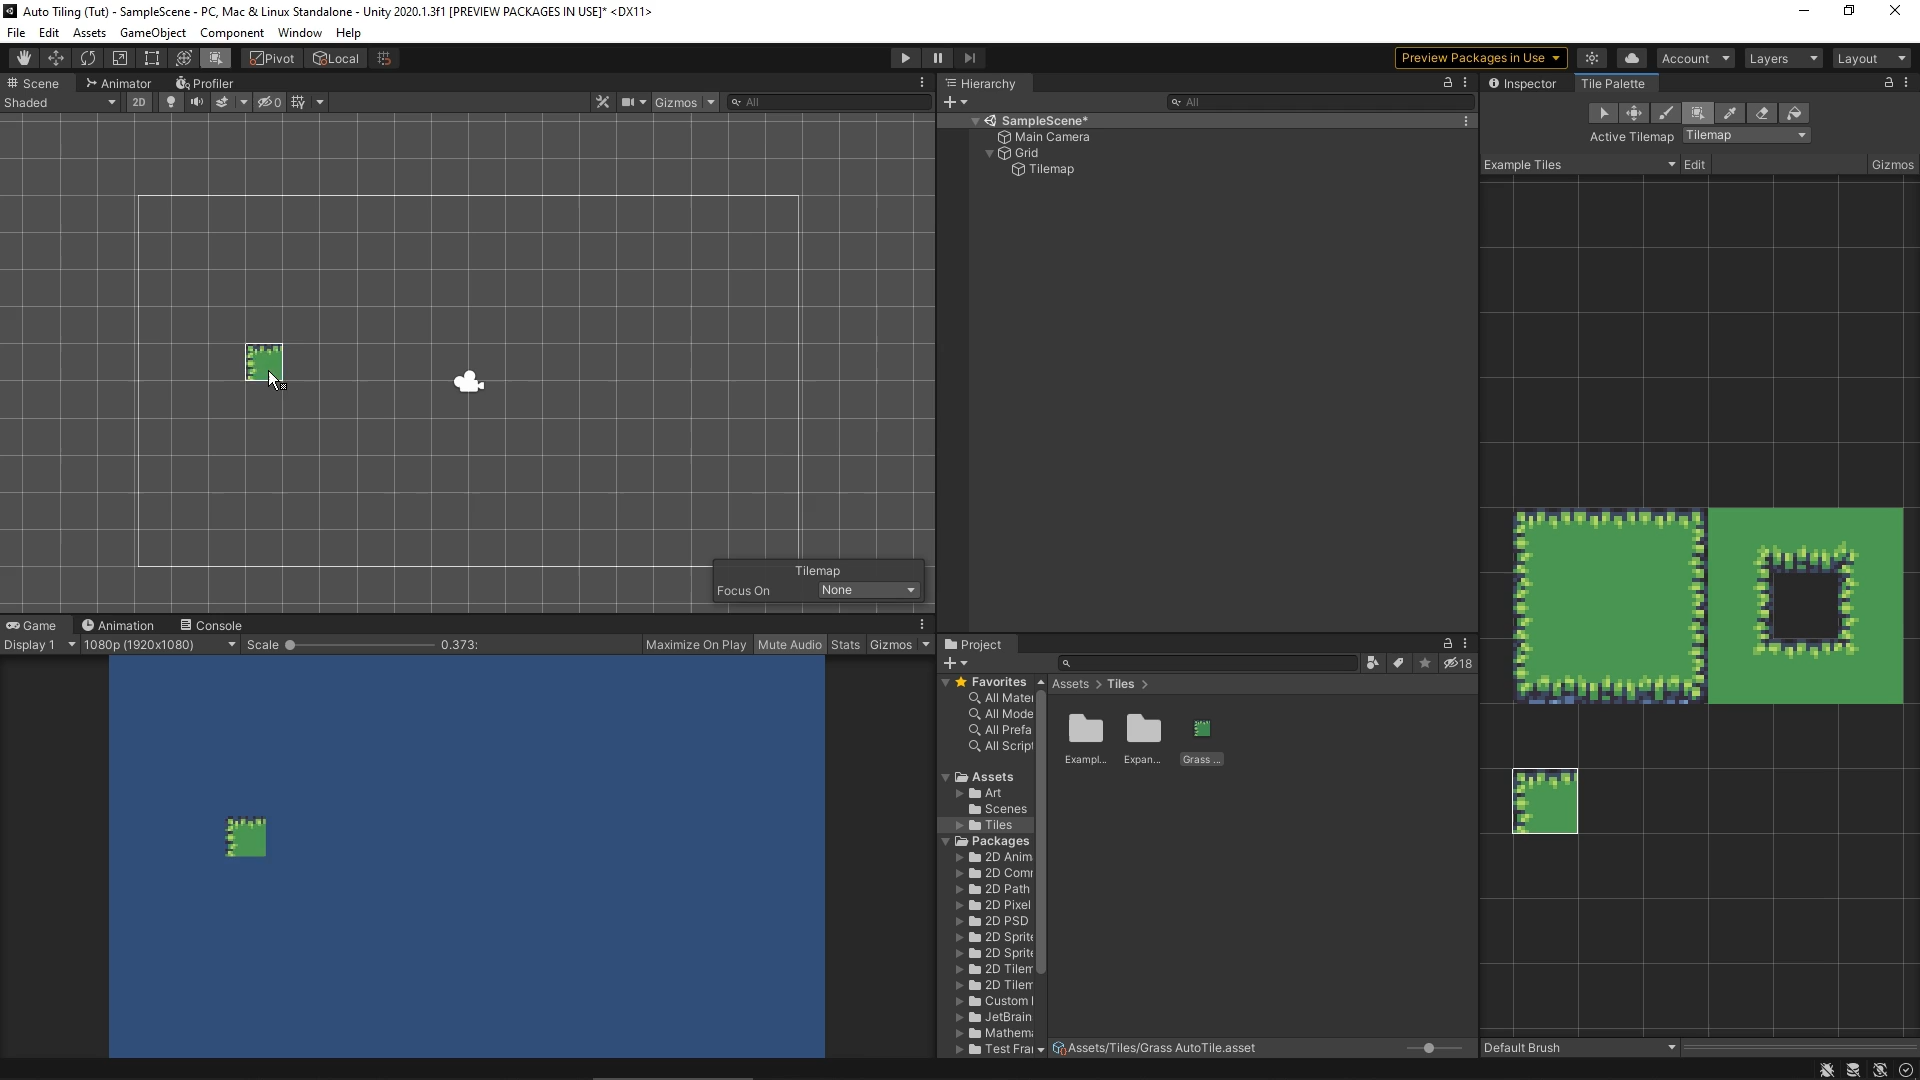 Auto Tiling (Tut) - SampleScene - PC, Mac & Linux Standalone - Unity 2020.1.3f1 [PREVIEW PACKAGES IN USE]* <DX11>
File Edit Assets GameObject Component Window Help
Pivot Local Preview Packages in Use Account Layers Layout
Scene Animator Profiler
Shaded 2D 0 Gizmos All
Tilemap
Focus On None
Hierarchy
All
SampleScene*
Main Camera
Grid
Tilemap
Inspector Tile Palette
Active Tilemap Tilemap
Example Tiles Edit Gizmos
Default Brush
Game Animation Console
Display 1 1080p (1920x1080) Scale 0.373: Maximize On Play Mute Audio Stats Gizmos
Project
18
Favorites
All Mater
All Mode
All Prefa
All Script
Assets
Art
Scenes
Tiles
Packages
2D Anim
2D Comr
2D Path
2D Pixel
2D PSD
2D Sprite
2D Sprite
2D Tilem
2D Tilem
Custom
JetBrain
Mathema
Test Frar
Assets > Tiles >
Exampl... Expan... Grass ...
Assets/Tiles/Grass AutoTile.asset